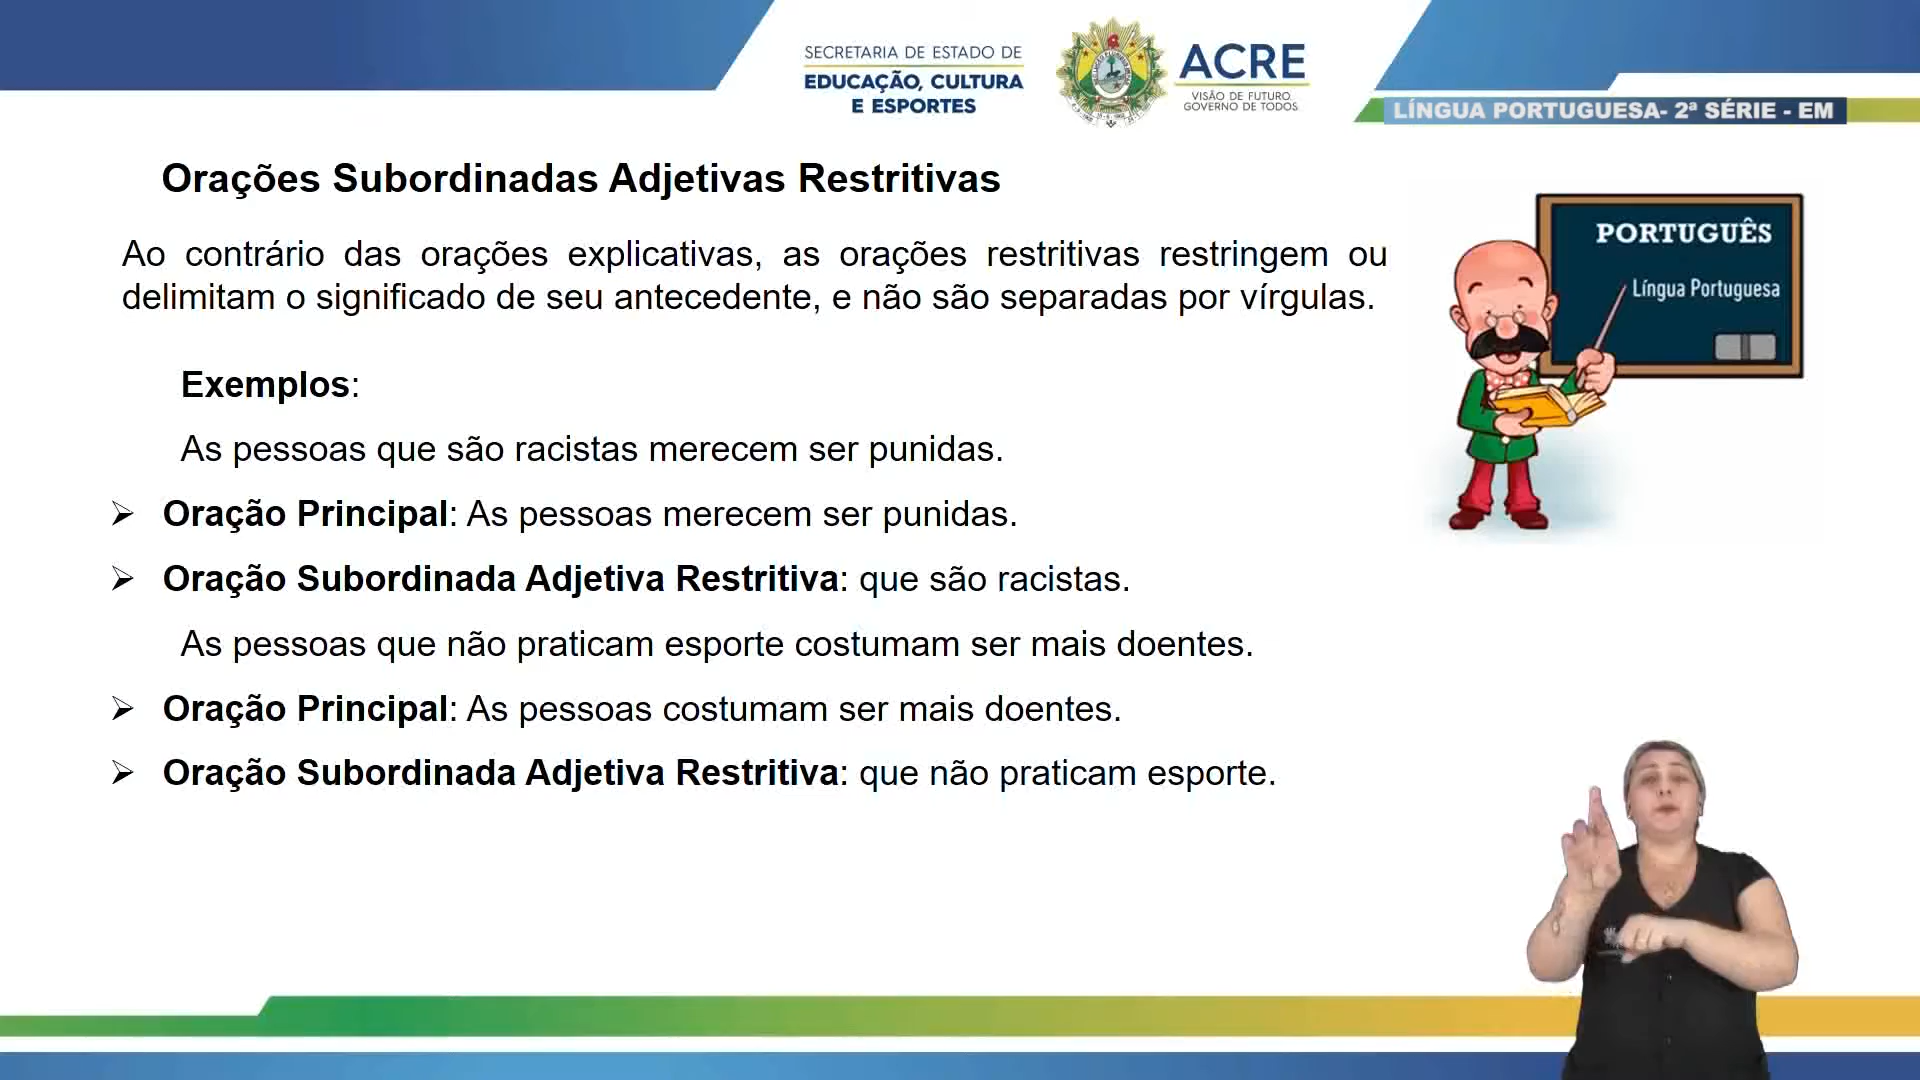 SECRETARIA DE ESTADO DE
EDUCAÇÃO, CULTURA
E ESPORTES
ACRE
VISÃO DE FUTURO.
GOVERNO DE TODOS.
LÍNGUA PORTUGUESA- 2ª SÉRIE - EM
Orações Subordinadas Adjetivas Restritivas
Ao contrário das orações explicativas, as orações restritivas restringem ou
delimitam o significado de seu antecedente, e não são separadas por vírgulas.
PORTUGUÊS
Língua Portuguesa
Exemplos:
As pessoas que são racistas merecem ser punidas.
➢ Oração Principal: As pessoas merecem ser punidas.
➢ Oração Subordinada Adjetiva Restritiva: que são racistas.
As pessoas que não praticam esporte costumam ser mais doentes.
➢ Oração Principal: As pessoas costumam ser mais doentes.
➢ Oração Subordinada Adjetiva Restritiva: que não praticam esporte.